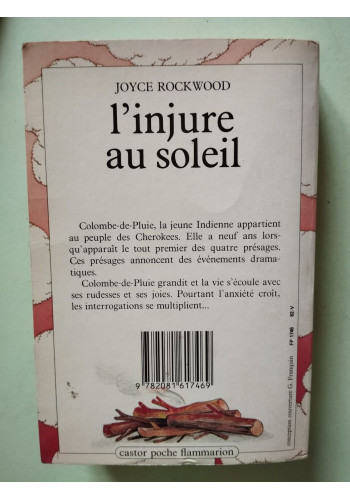 JOYCE ROCKWOOD
l'injure
au soleil
Colombe-de-Pluie, la jeune Indienne appartient
au peuple des Cherokees. Elle a neuf ans lors-
qu'apparaît le tout premier des quatre présages.
Ces présages annoncent des événements drama-
tiques.
Colombe-de-Pluie grandit et la vie s'écoule avec
ses rudesses et ses joies. Pourtant l'anxiété croît,
les interrogations se multiplient...
9 782081 617469
castor poche flammarion
conception couverture G. Françain